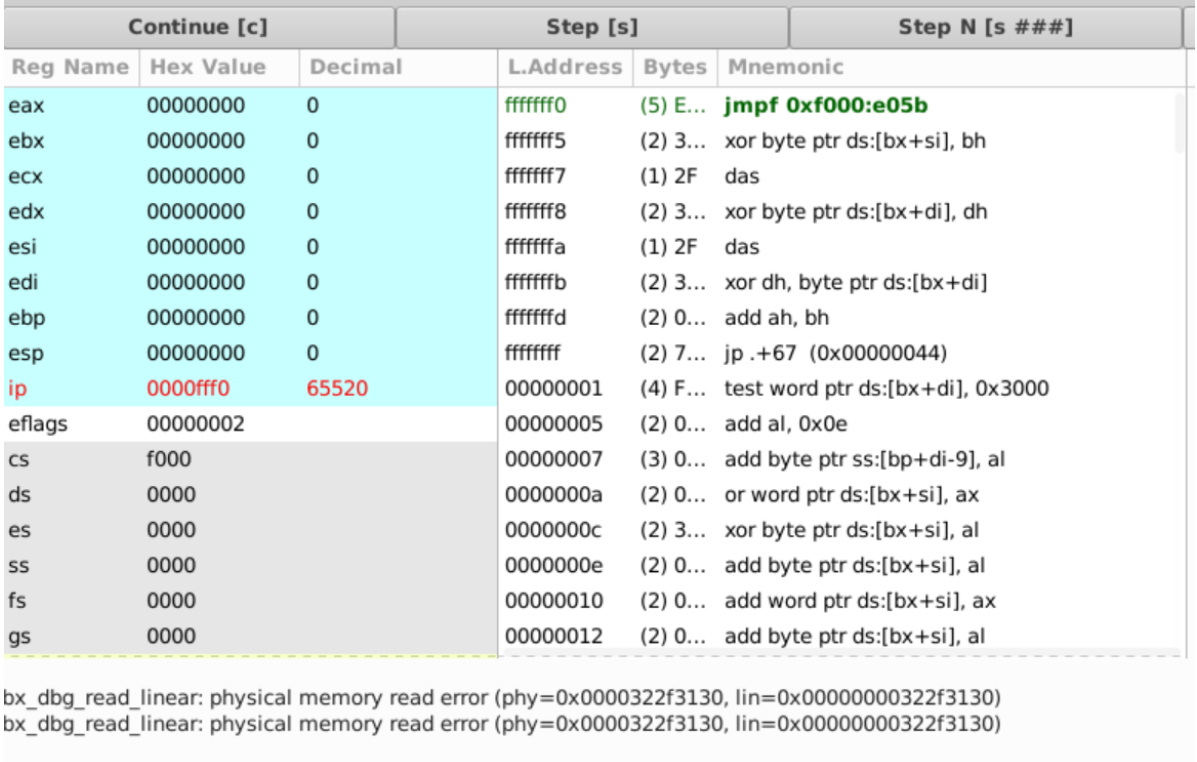 Continue [c] Step [s] Step N [s ###]
Reg Name Hex Value Decimal L.Address Bytes Mnemonic
eax 00000000 0 fffffff0 (5) E... jmpf 0xf000:e05b
ebx 00000000 0 fffffff5 (2) 3... xor byte ptr ds:[bx+si], bh
ecx 00000000 0 fffffff7 (1) 2F das
edx 00000000 0 fffffff8 (2) 3... xor byte ptr ds:[bx+di], dh
esi 00000000 0 fffffffa (1) 2F das
edi 00000000 0 fffffffb (2) 3... xor dh, byte ptr ds:[bx+di]
ebp 00000000 0 fffffffd (2) 0... add ah, bh
esp 00000000 0 ffffffff (2) 7... jp .+67 (0x00000044)
ip 0000fff0 65520 00000001 (4) F... test word ptr ds:[bx+di], 0x3000
eflags 00000002 00000005 (2) 0... add al, 0x0e
cs f000 00000007 (3) 0... add byte ptr ss:[bp+di-9], al
ds 0000 0000000a (2) 0... or word ptr ds:[bx+si], ax
es 0000 0000000c (2) 3... xor byte ptr ds:[bx+si], al
ss 0000 0000000e (2) 0... add byte ptr ds:[bx+si], al
fs 0000 00000010 (2) 0... add word ptr ds:[bx+si], ax
gs 0000 00000012 (2) 0... add byte ptr ds:[bx+si], al
bx_dbg_read_linear: physical memory read error (phy=0x0000322f3130, lin=0x00000000322f3130)
bx_dbg_read_linear: physical memory read error (phy=0x0000322f3130, lin=0x00000000322f3130)